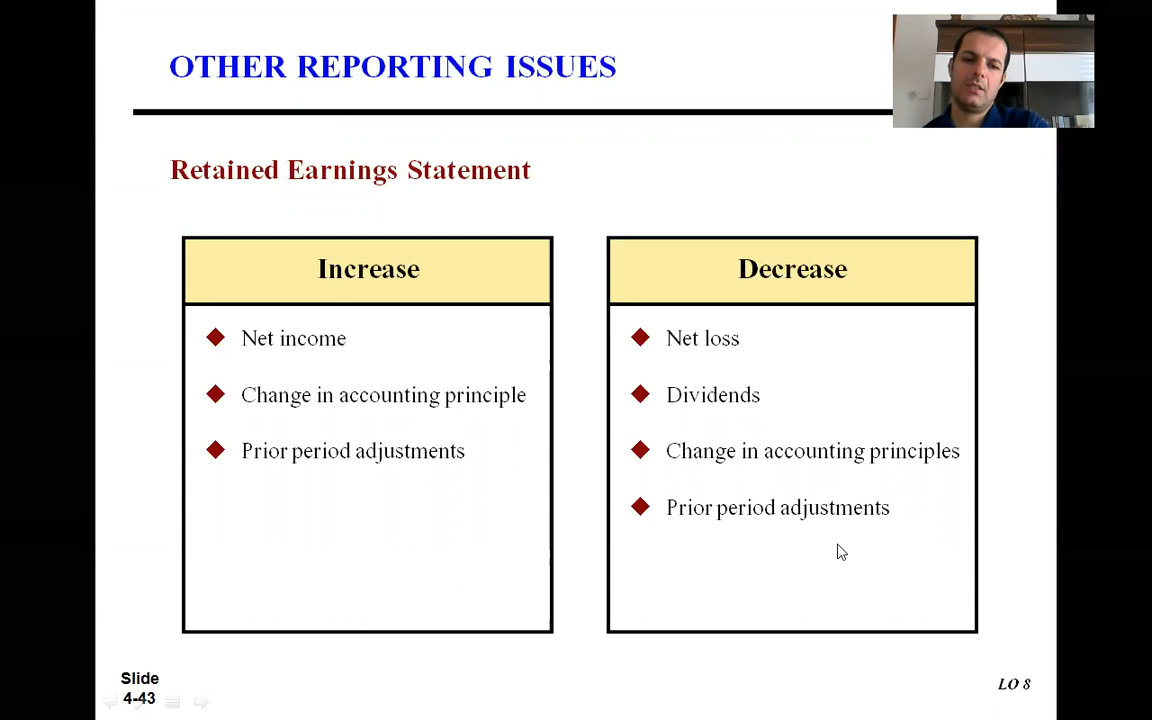 OTHER REPORTING ISSUES
Retained Earnings Statement
Increase
Net income
Change in accounting principle
Prior period adjustments
Decrease
Net loss
Dividends
Change in accounting principles
Prior period adjustments
Slide
4-43
LO 8